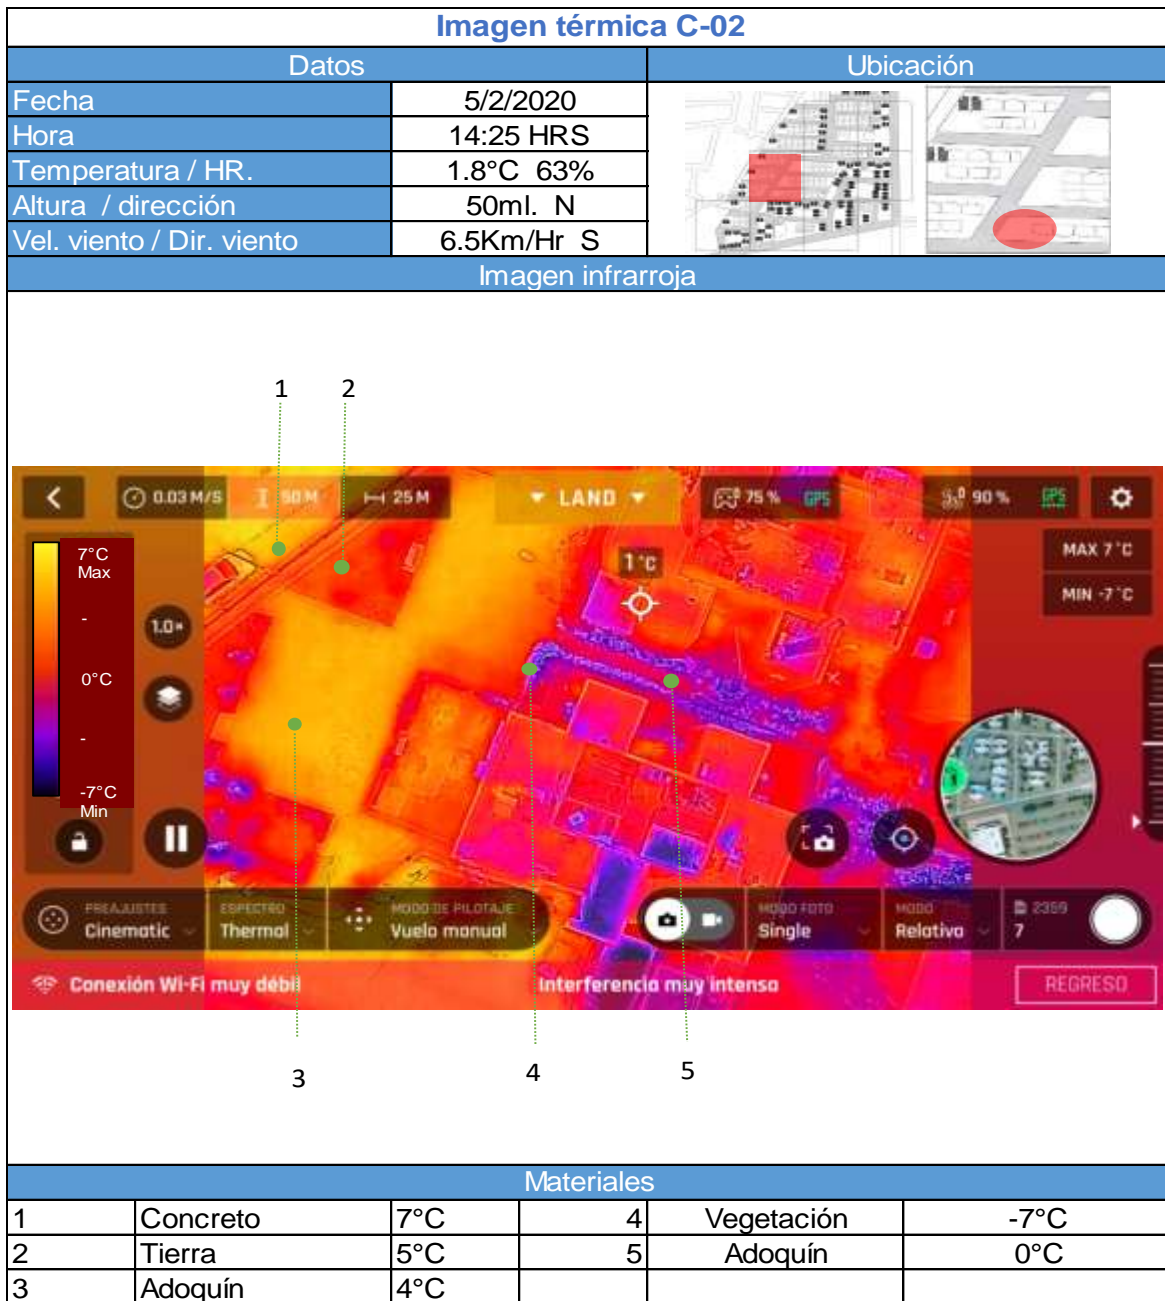 Imagen térmica C-02
Datos Ubicación
Fecha 5/2/2020
Hora 14:25 HRS
Temperatura / HR. 1.8°C 63%
Altura / dirección 50ml. N
Vel. viento / Dir. viento 6.5Km/Hr S
Imagen infrarroja
1 2
0.03 M/S 50 M 25 M LAND 75 % GPS 90 % GPS
7°C
Max
-
0°C
-
-7°C
Min
1.0×
1°C
MAX 7°C
MIN -7°C
PREAJUSTES ESPECTRO MODO DE PILOTAJE MODO FOTO MODO 2359
Cinematic Thermal Vuelo manual Single Relativo 7
Conexión Wi-Fi muy débil Interferencia muy intensa REGRESO
3 4 5
Materiales
1 Concreto 7°C 4 Vegetación -7°C
2 Tierra 5°C 5 Adoquín 0°C
3 Adoquín 4°C